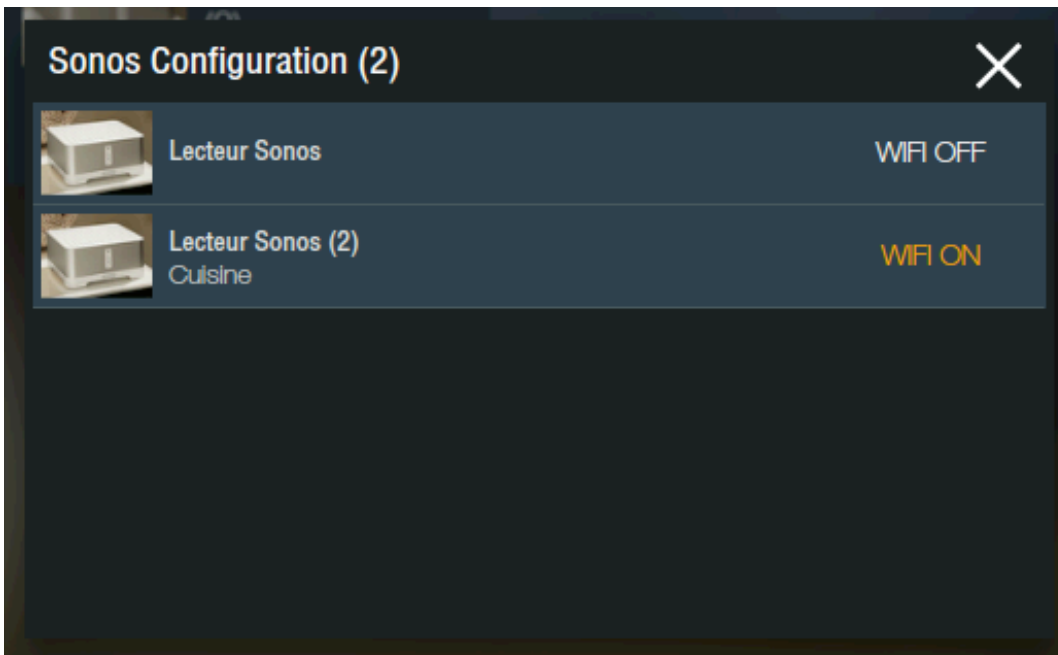 Sonos Configuration (2)
Lecteur Sonos
WIFI OFF
Lecteur Sonos (2)
Cuisine
WIFI ON